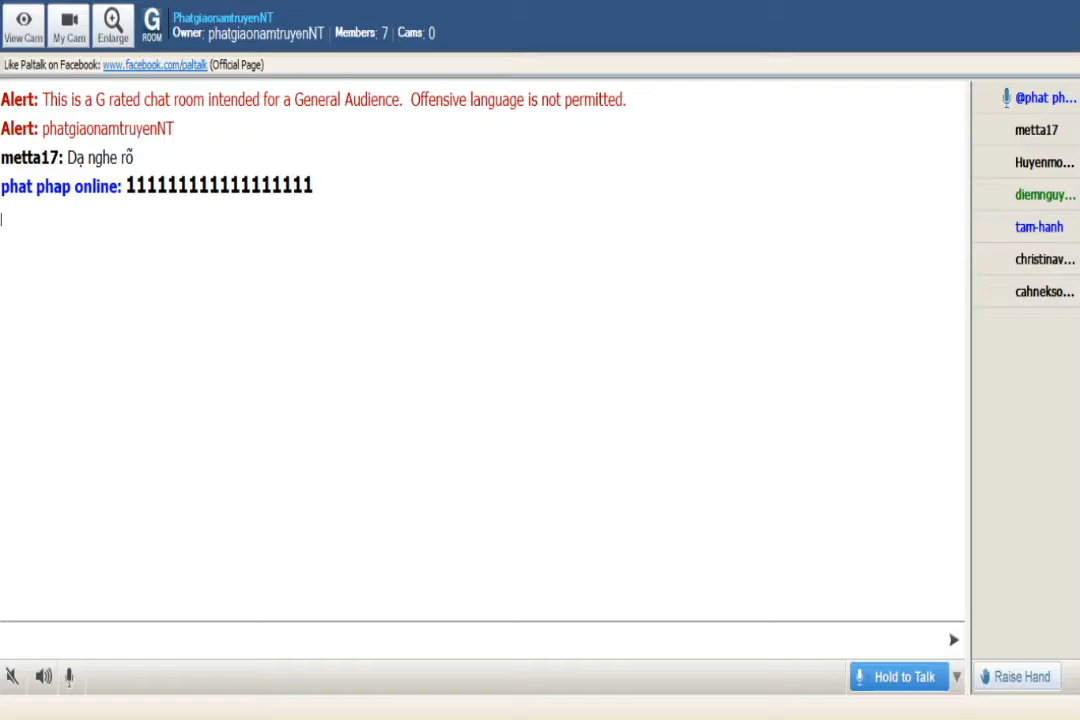 View Cam
My Cam
Enlarge
G
ROOM
PhatgiaonamtruyenNT
Owner: phatgiaonamtruyenNT | Members: 7 | Cams: 0
Like Paltalk on Facebook: www.facebook.com/paltalk (Official Page)
Alert: This is a G rated chat room intended for a General Audience. Offensive language is not permitted.
Alert: phatgiaonamtruyenNT
metta17: Dạ nghe rõ
phat phap online: 11111111111111111
@phat ph...
metta17
Huyenmo...
diemnguy...
tam-hanh
christinav...
cahnekso...
Hold to Talk
Raise Hand